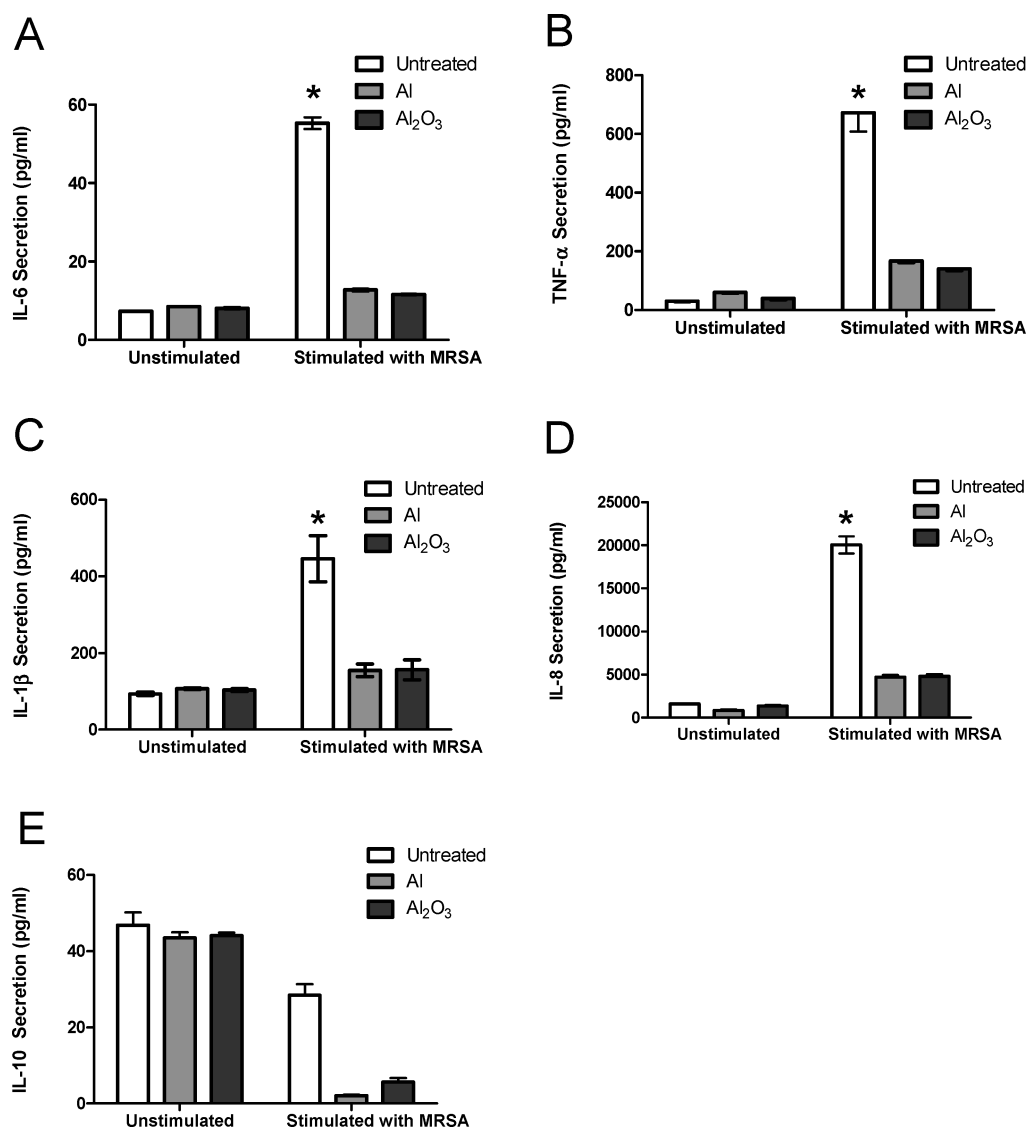 A
Untreated
Al
Al₂O₃
*
IL-6 Secretion (pg/ml)
60
40
20
0
Unstimulated Stimulated with MRSA
B
Untreated
Al
Al₂O₃
*
TNF-α Secretion (pg/ml)
800
600
400
200
0
Unstimulated Stimulated with MRSA
C
Untreated
Al
Al₂O₃
*
IL-1β Secretion (pg/ml)
600
400
200
0
Unstimulated Stimulated with MRSA
D
Untreated
Al
Al₂O₃
*
IL-8 Secretion (pg/ml)
25000
20000
15000
10000
5000
0
Unstimulated Stimulated with MRSA
E
Untreated
Al
Al₂O₃
IL-10 Secretion (pg/ml)
60
40
20
0
Unstimulated Stimulated with MRSA